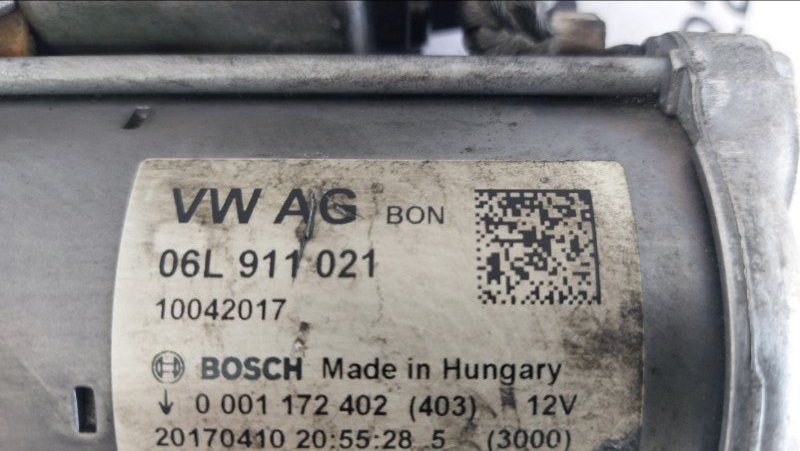 VW AG BON
06L 911 021
10042017
BOSCH Made in Hungary
↓ 0 001 172 402 (403) 12V
20170410 20:55:28 5 (3000)